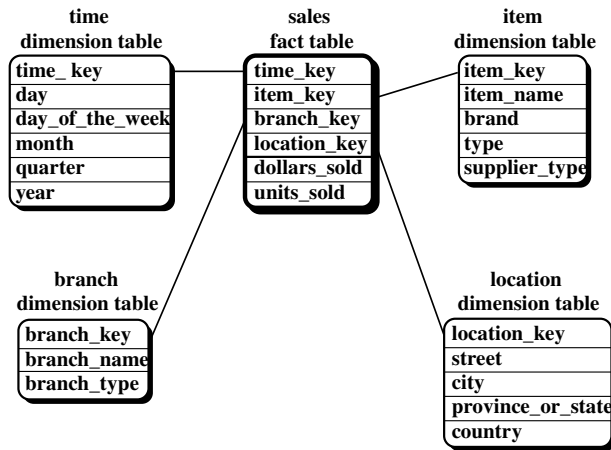 time
dimension table
time_ key
day
day_of_the_week
month
quarter
year
sales
fact table
time_key
item_key
branch_key
location_key
dollars_sold
units_sold
item
dimension table
item_key
item_name
brand
type
supplier_type
branch
dimension table
branch_key
branch_name
branch_type
location
dimension table
location_key
street
city
province_or_state
country